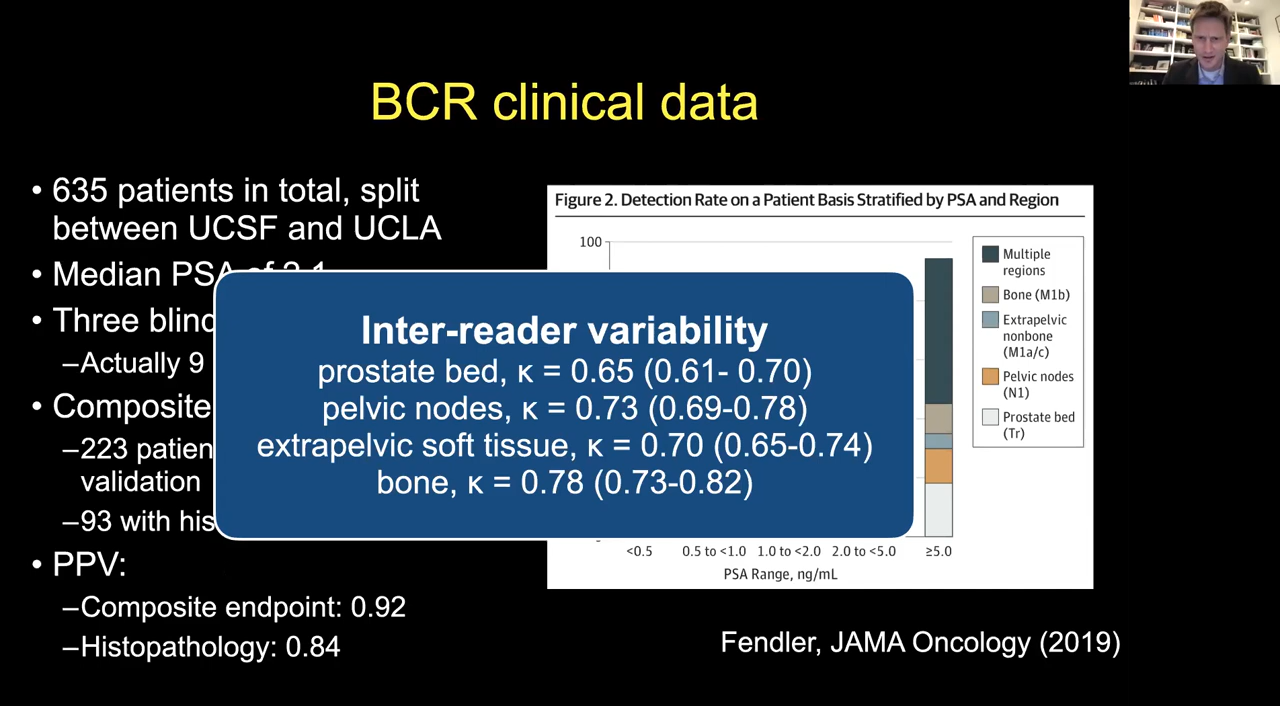 BCR clinical data
• 635 patients in total, split
between UCSF and UCLA
• Median PSA of 2.1
• Three blind
–Actually 9
• Composite
–223 patien
validation
–93 with his
• PPV:
–Composite endpoint: 0.92
–Histopathology: 0.84
Inter-reader variability
prostate bed, κ = 0.65 (0.61- 0.70)
pelvic nodes, κ = 0.73 (0.69-0.78)
extrapelvic soft tissue, κ = 0.70 (0.65-0.74)
bone, κ = 0.78 (0.73-0.82)
Figure 2. Detection Rate on a Patient Basis Stratified by PSA and Region
100
Multiple
regions
Bone (M1b)
Extrapelvic
nonbone
(M1a/c)
Pelvic nodes
(N1)
Prostate bed
(Tr)
<0.5 0.5 to <1.0 1.0 to <2.0 2.0 to <5.0 ≥5.0
PSA Range, ng/mL
Fendler, JAMA Oncology (2019)